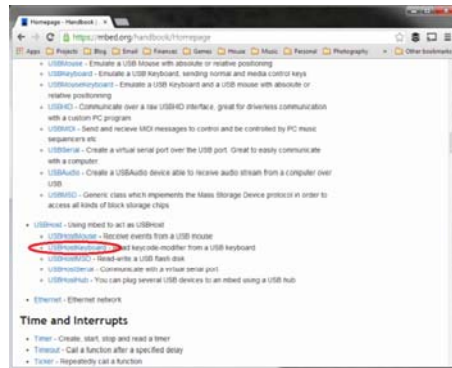 Homepage - Handbook |
https://mbed.org/handbook/Homepage
Apps Projects Blog Email Finances Games House Music Personal Photography » Other bookmarks
USBMouse - Emulate a USB Mouse with absolute or
relative positioning
USBKeyboard - Emulate a USB Keyboard, sending normal and media control keys
USBMouseKeyboard - Emulate a USB Keyboard and a USB mouse with absolute or
relative positioning
USBHID - Communicate over a raw USBHID interface, great for driverless communication
with a custom PC program
USBMIDI - Send and recieve MIDI messages to control and be controlled by PC music
sequencers etc
USBSerial - Create a virtual serial port over the USB port. Great to easily communicate
with a computer.
USBAudio - Create a USBAudio device able to receive audio stream from a computer over
USB
USBMSD - Generic class which implements the Mass Storage Device protocol in order to
access all kinds of block storage chips
USBHost - Using mbed to act as USBHost
USBHostMouse - Receive events from a USB mouse
USBHostKeyboard - Read keycode-modifier from a USB keyboard
USBHostMSD - Read-write a USB flash disk
USBHostSerial - Communicate with a virtual serial port
USBHostHub - You can plug several USB devices to an mbed using a USB hub
Ethernet - Ethernet network
Time and Interrupts
Timer - Create, start, stop and read a timer
Timeout - Call a function after a specified delay
Ticker - Repeatedly call a function